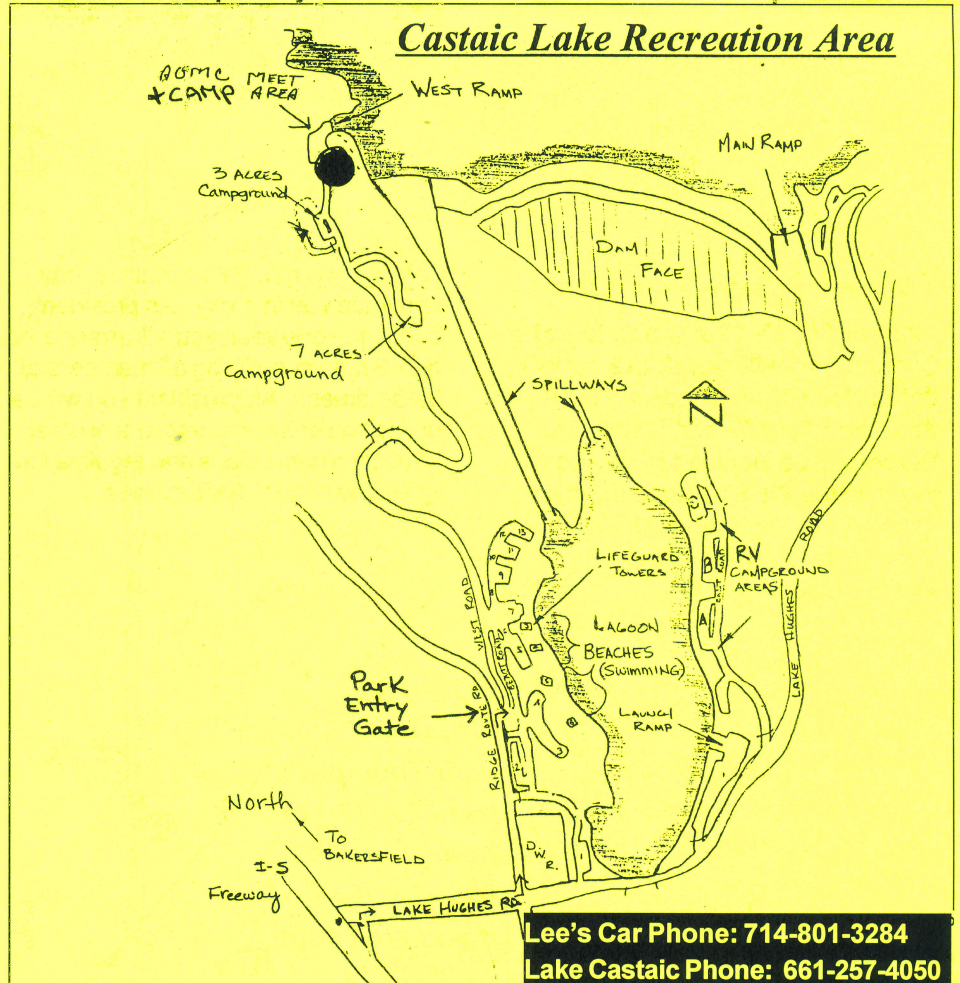 Castaic Lake Recreation Area
AOMC MEET
+ CAMP AREA
WEST RAMP
MAIN RAMP
3 ACRES
Campground
DAM
FACE
7 ACRES
Campground
SPILLWAYS
N
C
B
RV
CAMPGROUND
AREAS
EAST ROAD
A
LIFEGUARD
TOWERS
LAGOON
BEACHES
(Swimming)
LAUNCH
RAMP
LAKE HUGHES ROAD
WEST ROAD
Park
Entry
Gate
RIDGE ROUTE RD
North
TO
BAKERSFIELD
I-5
Freeway
D.W.R.
LAKE HUGHES RD.
Lee's Car Phone: 714-801-3284
Lake Castaic Phone: 661-257-4050